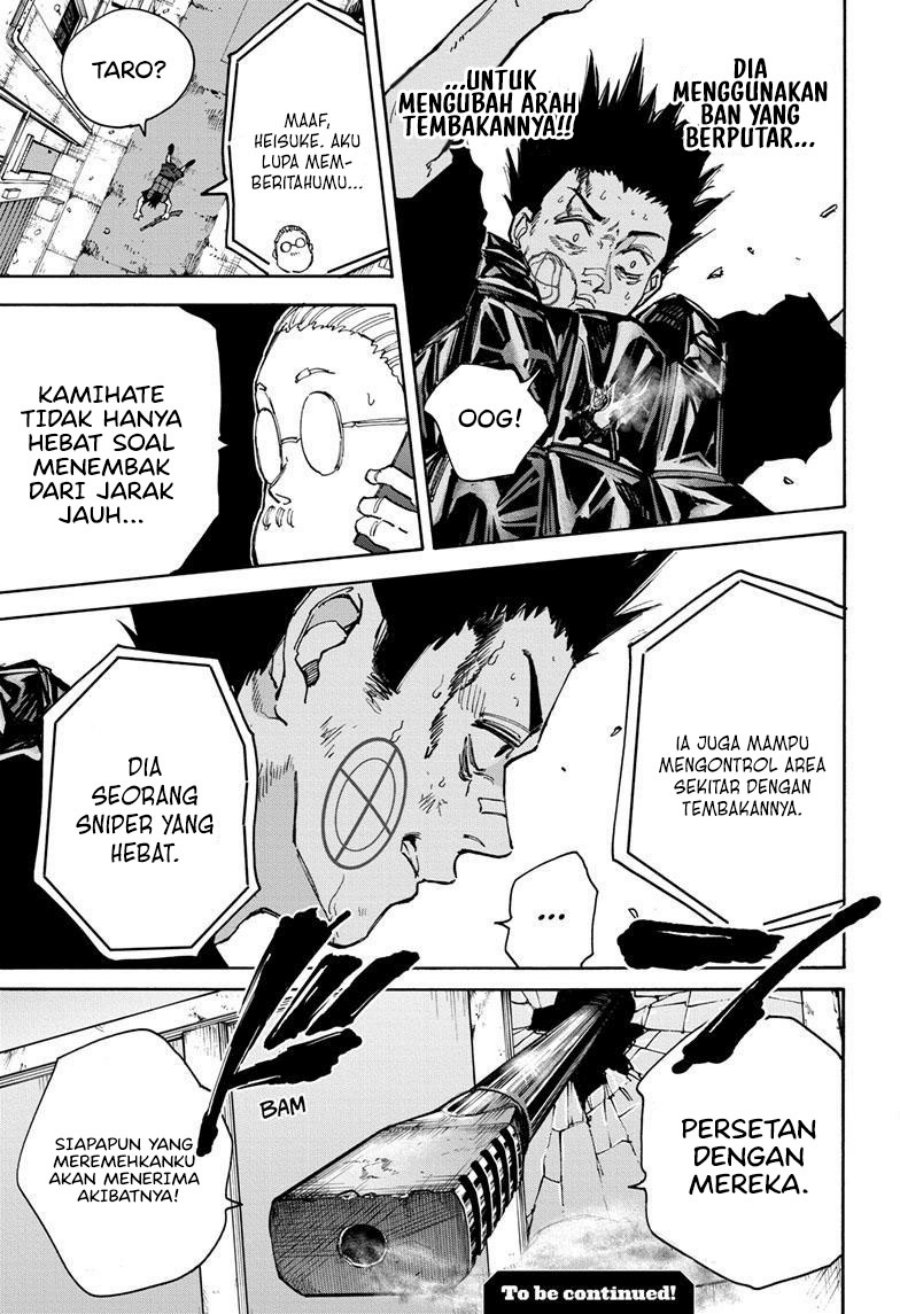 DIA
MENGGUNAKAN
BAN YANG
BERPUTAR...
...UNTUK
MENGUBAH ARAH
TEMBAKANNYA!!
OOG!
TARO?
MAAF,
HEISUKE. AKU
LUPA MEM-
BERITAHUMU...
KAMIHATE
TIDAK HANYA
HEBAT SOAL
MENEMBAK
DARI JARAK
JAUH...
IA JUGA MAMPU
MENGONTROL AREA
SEKITAR DENGAN
TEMBAKANNYA.
DIA
SEORANG
SNIPER YANG
HEBAT.
...
PERSETAN
DENGAN
MEREKA.
BAM
SIAPAPUN YANG
MEREMEHKANKU
AKAN MENERIMA
AKIBATNYA!
To be continued!